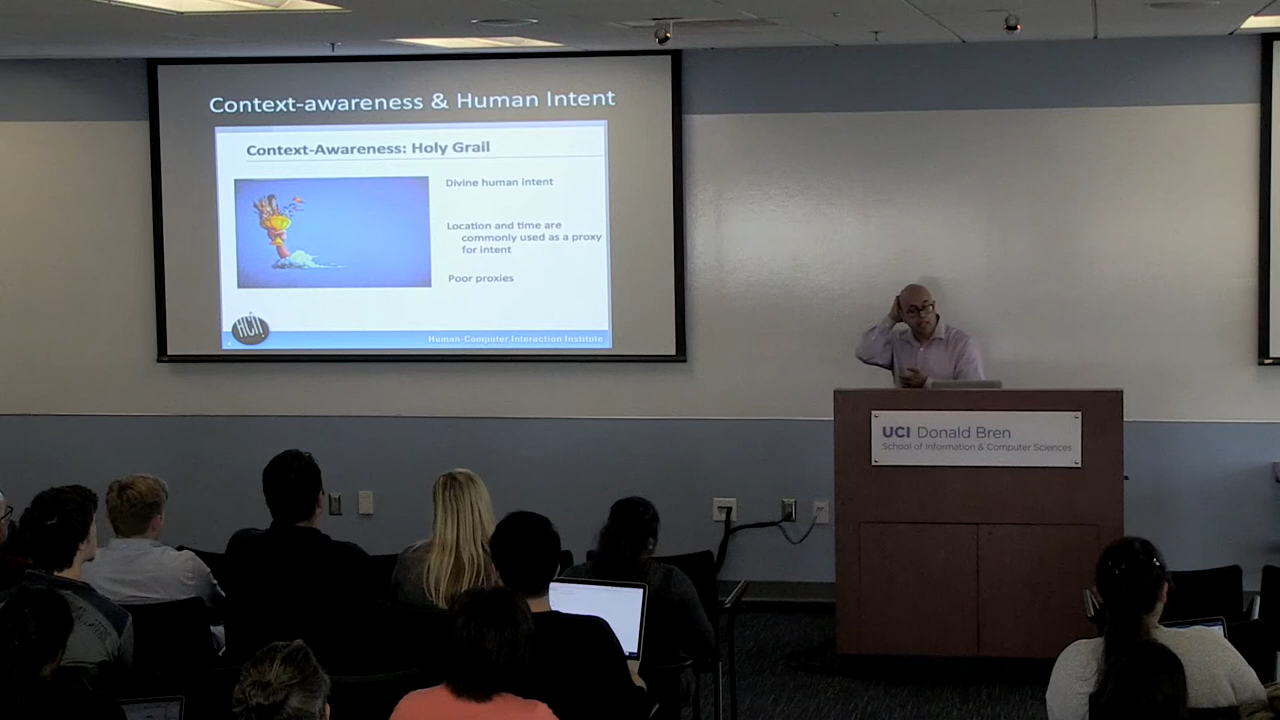 Context-awareness & Human Intent
Context-Awareness: Holy Grail
Divine human intent
Location and time are
commonly used as a proxy
for intent
Poor proxies
HCII
Human-Computer Interaction Institute
UCI Donald Bren
School of Information & Computer Sciences